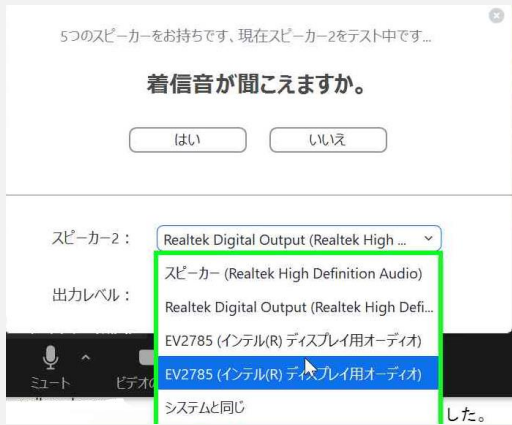 5つのスピーカーをお持ちです、現在スピーカー2をテスト中です...
着信音が聞こえますか。
はい いいえ
スピーカー2： Realtek Digital Output (Realtek High ...
スピーカー (Realtek High Definition Audio)
出力レベル：
Realtek Digital Output (Realtek High Defi...
EV2785 (インテル(R) ディスプレイ用オーディオ)
EV2785 (インテル(R) ディスプレイ用オーディオ)
ミュート ビデオの
システムと同じ
した。